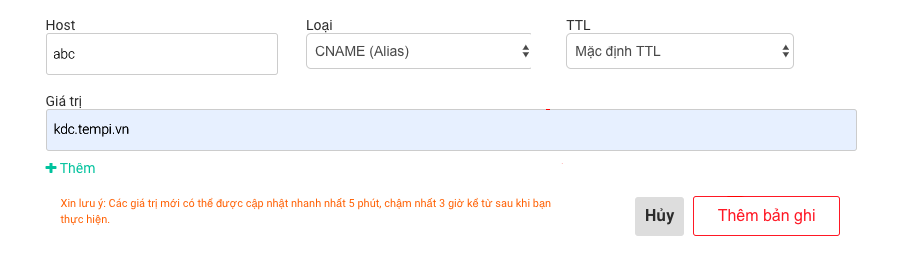 Host Loại TTL
abc CNAME (Alias) Mặc định TTL
Giá trị
kdc.tempi.vn
+ Thêm
Xin lưu ý: Các giá trị mới có thể được cập nhật nhanh nhất 5 phút, chậm nhất 3 giờ kể từ sau khi bạn
thực hiện.
Hủy Thêm bản ghi